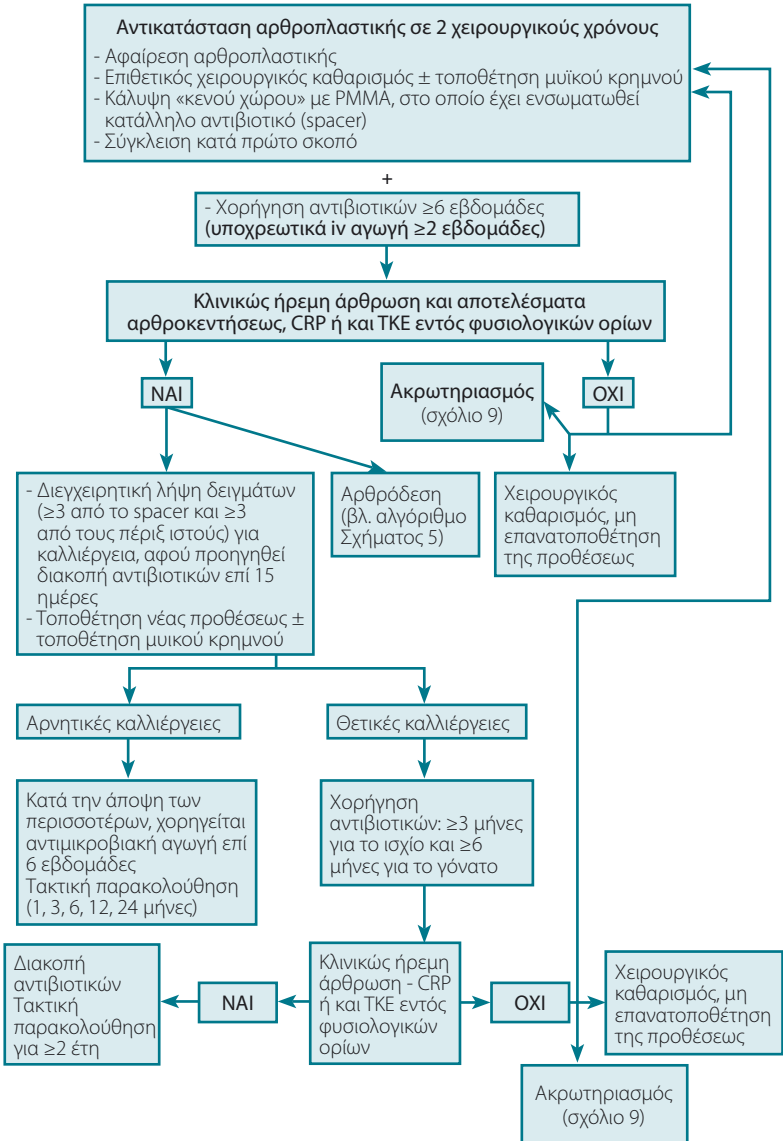 Αντικατάσταση αρθροπλαστικής σε 2 χειρουργικούς χρόνους
- Αφαίρεση αρθροπλαστικής
- Επιθετικός χειρουργικός καθαρισμός ± τοποθέτηση μυϊκού κρημνού
- Κάλυψη «κενού χώρου» με PMMA, στο οποίο έχει ενσωματωθεί
κατάλληλο αντιβιοτικό (spacer)
- Σύγκλειση κατά πρώτο σκοπό
+
- Χορήγηση αντιβιοτικών ≥6 εβδομάδες
(υποχρεωτικά iv αγωγή ≥2 εβδομάδες)
Κλινικώς ήρεμη άρθρωση και αποτελέσματα
αρθροκεντήσεως, CRP ή και ΤΚΕ εντός φυσιολογικών ορίων
ΝΑΙ
Ακρωτηριασμός
(σχόλιο 9)
ΟΧΙ
- Διεγχειρητική λήψη δειγμάτων
(≥3 από το spacer και ≥3
από τους πέριξ ιστούς) για
καλλιέργεια, αφού προηγηθεί
διακοπή αντιβιοτικών επί 15
ημέρες
- Τοποθέτηση νέας προθέσεως ±
τοποθέτηση μυικού κρημνού
Αρθρόδεση
(βλ. αλγόριθμο
Σχήματος 5)
Χειρουργικός
καθαρισμός, μη
επανατοποθέτηση
της προθέσεως
Αρνητικές καλλιέργειες
Θετικές καλλιέργειες
Κατά την άποψη των
περισσοτέρων, χορηγείται
αντιμικροβιακή αγωγή επί
6 εβδομάδες
Τακτική παρακολούθηση
(1, 3, 6, 12, 24 μήνες)
Χορήγηση
αντιβιοτικών: ≥3 μήνες
για το ισχίο και ≥6
μήνες για το γόνατο
Διακοπή
αντιβιοτικών
Τακτική
παρακολούθηση
για ≥2 έτη
ΝΑΙ
Κλινικώς ήρεμη
άρθρωση - CRP
ή και ΤΚΕ εντός
φυσιολογικών
ορίων
ΟΧΙ
Χειρουργικός
καθαρισμός, μη
επανατοποθέτηση
της προθέσεως
Ακρωτηριασμός
(σχόλιο 9)